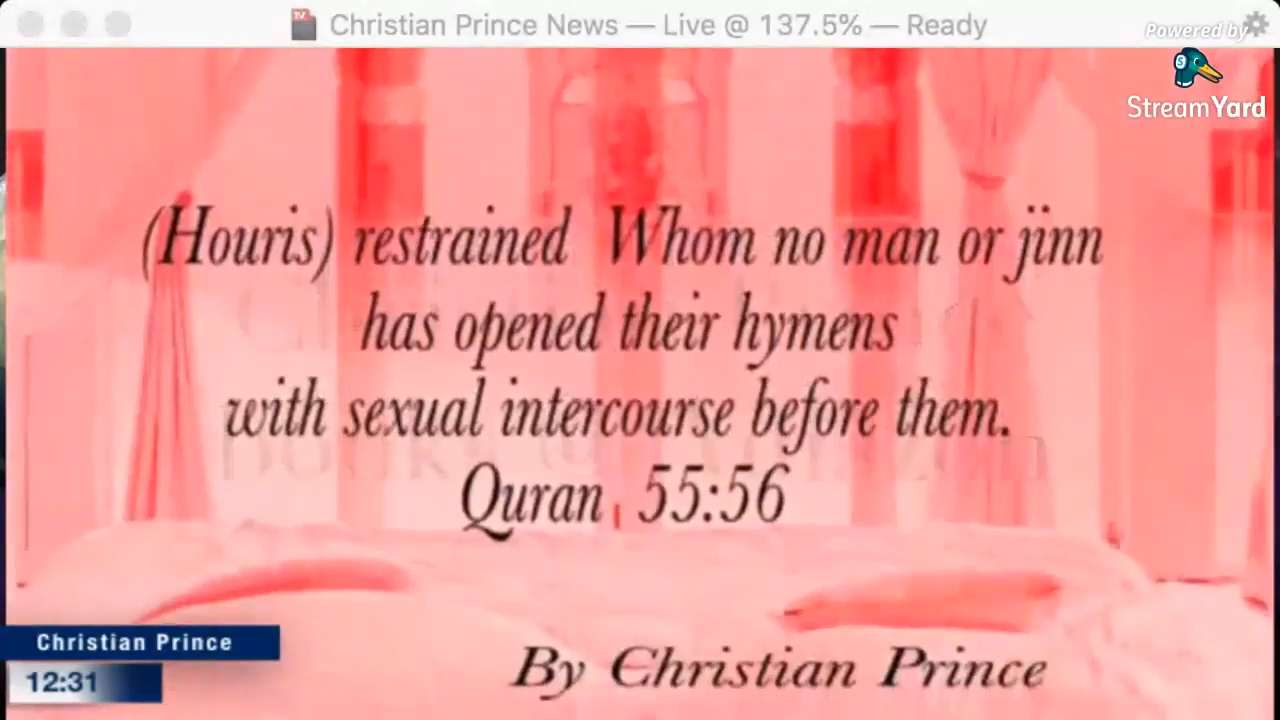 Christian Prince News — Live @ 137.5% — Ready
Powered by
StreamYard
(Houris) restrained Whom no man or jinn
has opened their hymens
with sexual intercourse before them.
Quran 55:56
Christian Prince
12:31
By Christian Prince